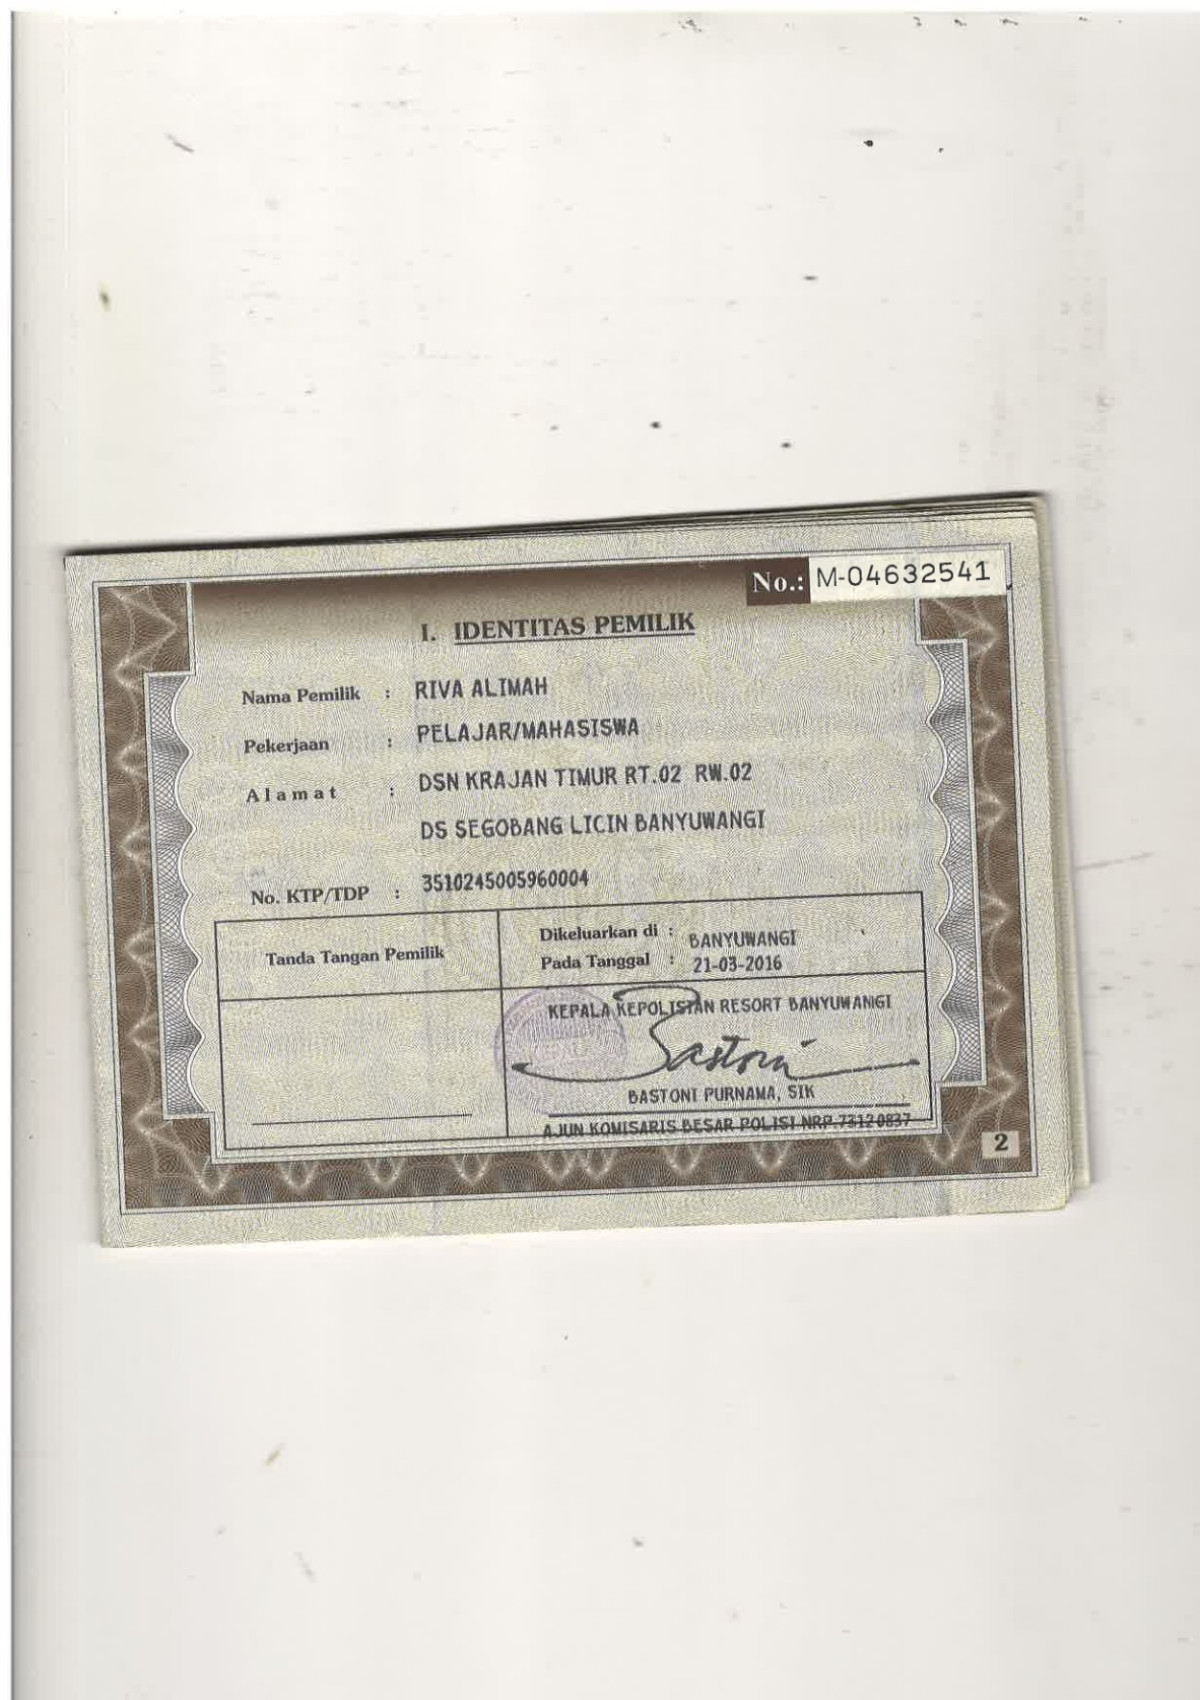 No.: M-04632541
I. IDENTITAS PEMILIK
Nama Pemilik : RIVA ALIMAH
Pekerjaan : PELAJAR/MAHASISWA
Alamat : DSN KRAJAN TIMUR RT.02 RW.02
DS SEGOBANG LICIN BANYUWANGI
No. KTP/TDP : 3510245005960004
Tanda Tangan Pemilik
Dikeluarkan di : BANYUWANGI
Pada Tanggal : 21-03-2016
KEPALA KEPOLISIAN RESORT BANYUWANGI
Bastoni
BASTONI PURNAMA, SIK
AJUN KOMISARIS BESAR POLISI NRP.73120837
2